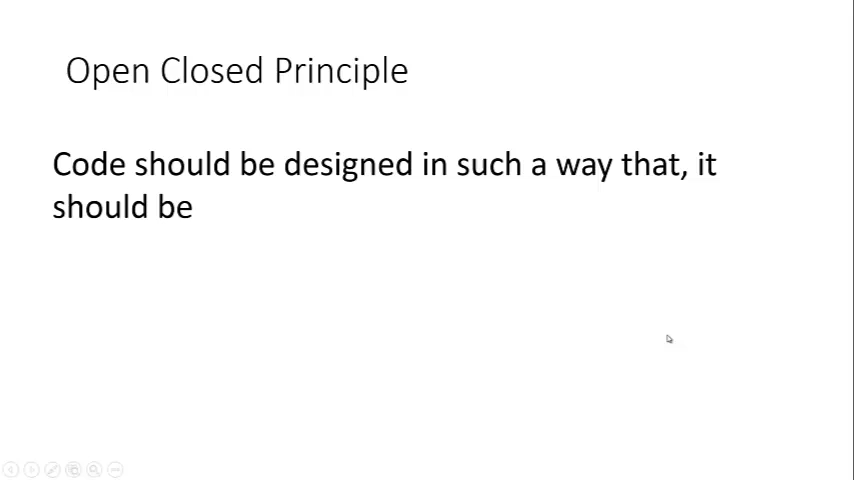 Open Closed Principle
Code should be designed in such a way that, it
should be